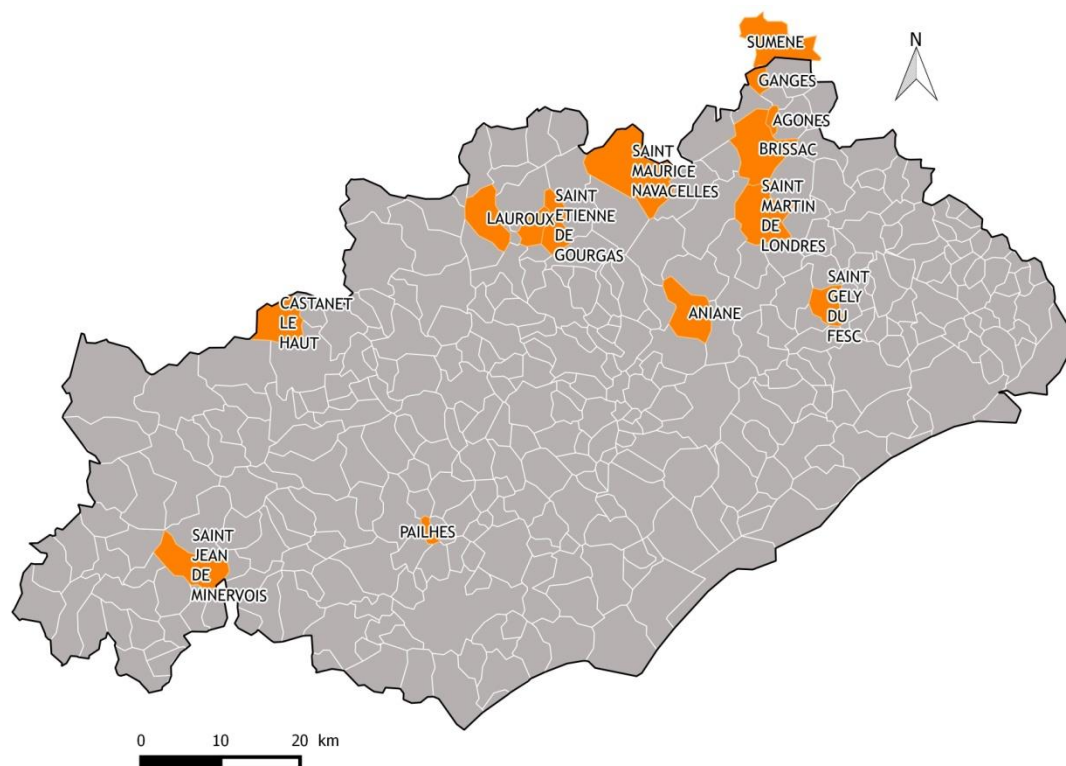 SUMENE
N
GANGES
AGONES
BRISSAC
SAINT
MAURICE
NAVACELLES
SAINT
MARTIN
DE
LONDRES
LAUROUX
SAINT
ETIENNE
DE
GOURGAS
SAINT
GELY
DU
FESC
ANIANE
CASTANET
LE
HAUT
PAILHES
SAINT
JEAN
DE
MINERVOIS
0 10 20 km